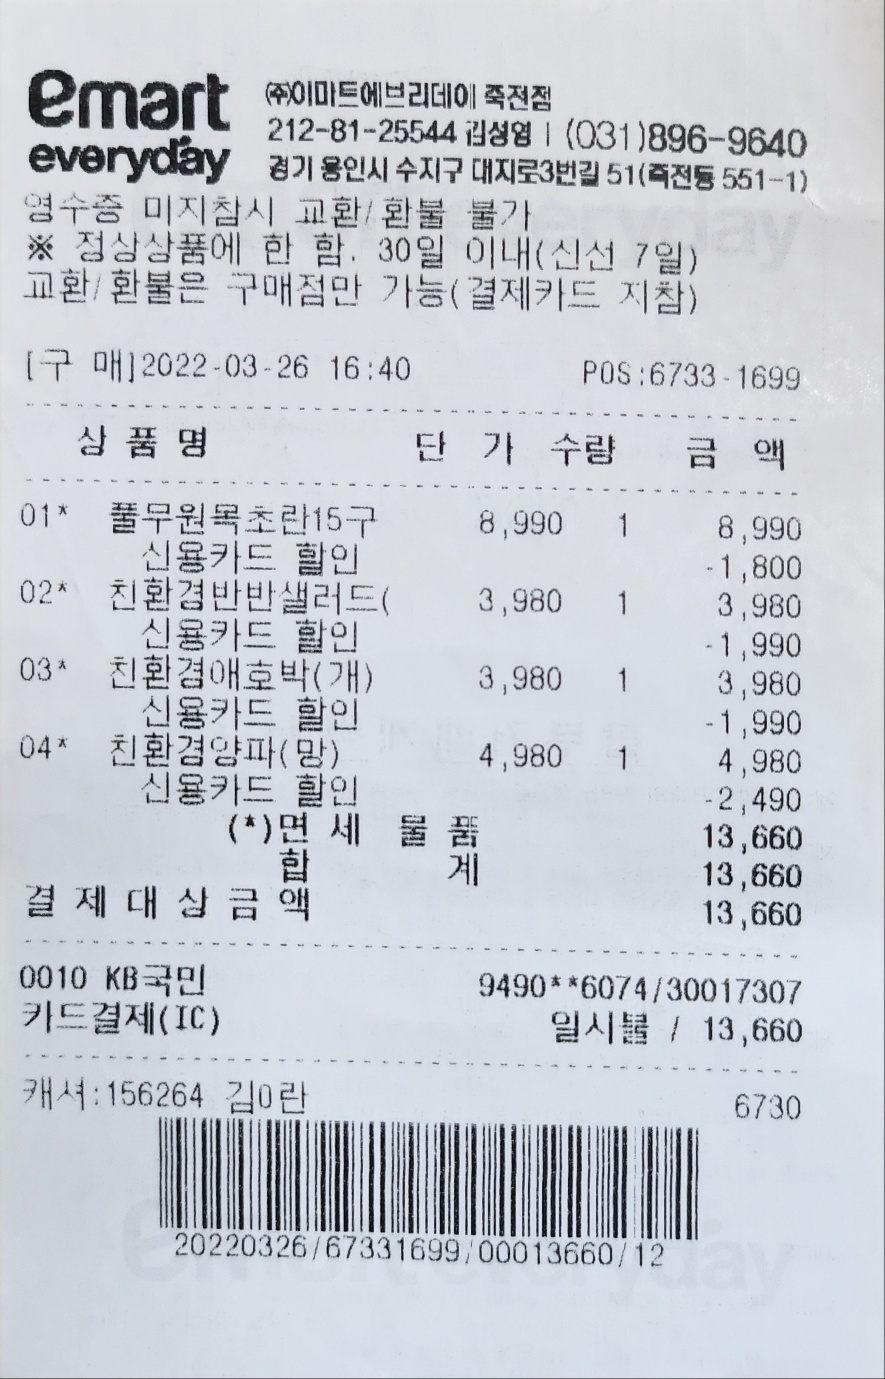 emart
everyday
㈜이마트에브리데이 죽전점
212-81-25544 김성영 | (031)896-9640
경기 용인시 수지구 대지로3번길 51(죽전동 551-1)
영수증 미지참시 교환/환불 불가
※ 정상상품에 한 함. 30일 이내(신선 7일)
교환/환불은 구매점만 가능(결제카드 지참)
[구 매]2022-03-26 16:40 POS:6733-1699
상 품 명 단 가 수량 금 액
01* 풀무원목초란15구 8,990 1 8,990
신용카드 할인 -1,800
02* 친환경반반샐러드( 3,980 1 3,980
신용카드 할인 -1,990
03* 친환경애호박(개) 3,980 1 3,980
신용카드 할인 -1,990
04* 친환경양파(망) 4,980 1 4,980
신용카드 할인 -2,490
(*)면 세 물 품 13,660
합 계 13,660
결 제 대 상 금 액 13,660
0010 KB국민 9490**6074/30017307
카드결제(IC) 일시불 / 13,660
캐셔:156264 김0란 6730
20220326/67331699/00013660/12